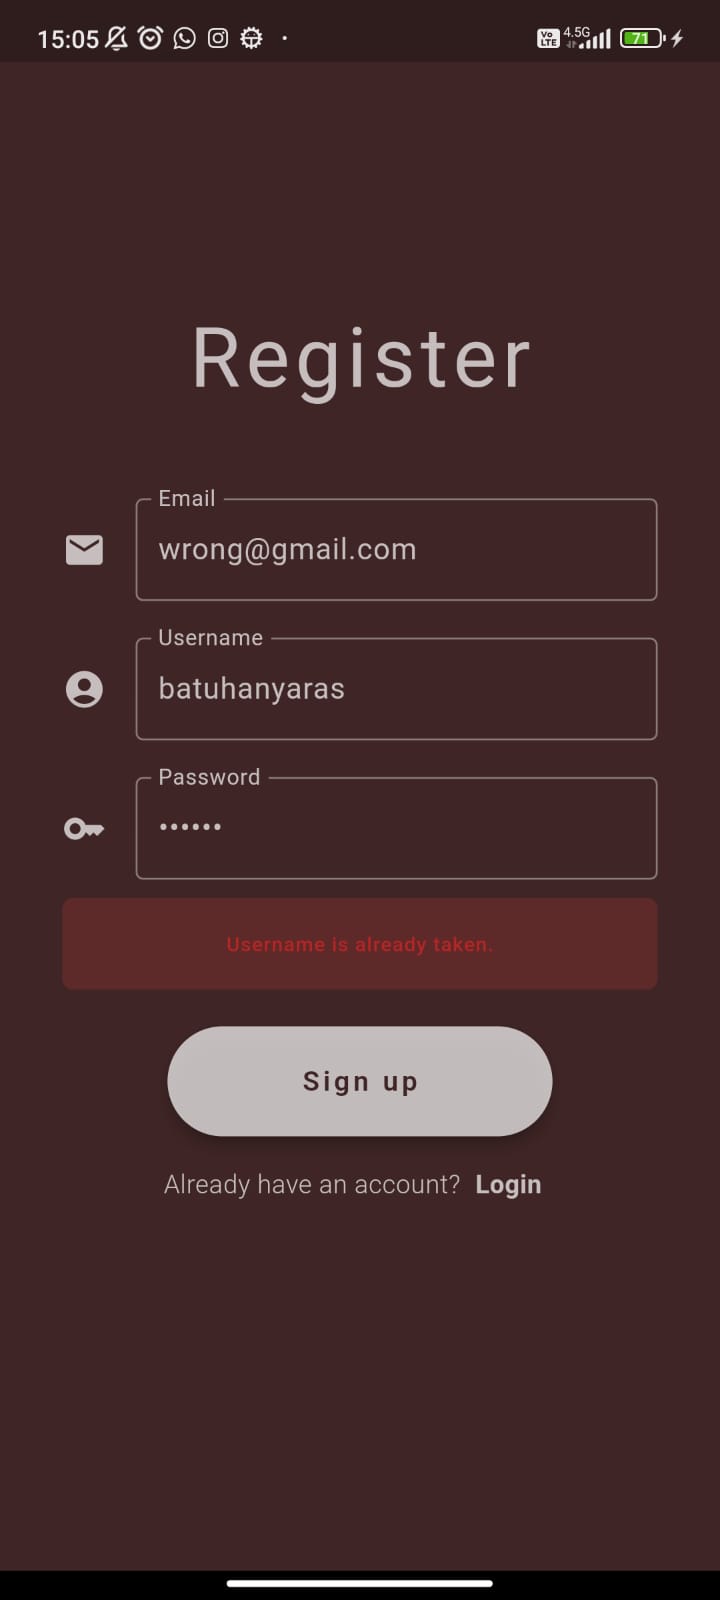 15:05
Vo LTE 4.5G 71
Register
Email
wrong@gmail.com
Username
batuhanyaras
Password
••••••
Username is already taken.
Sign up
Already have an account? Login